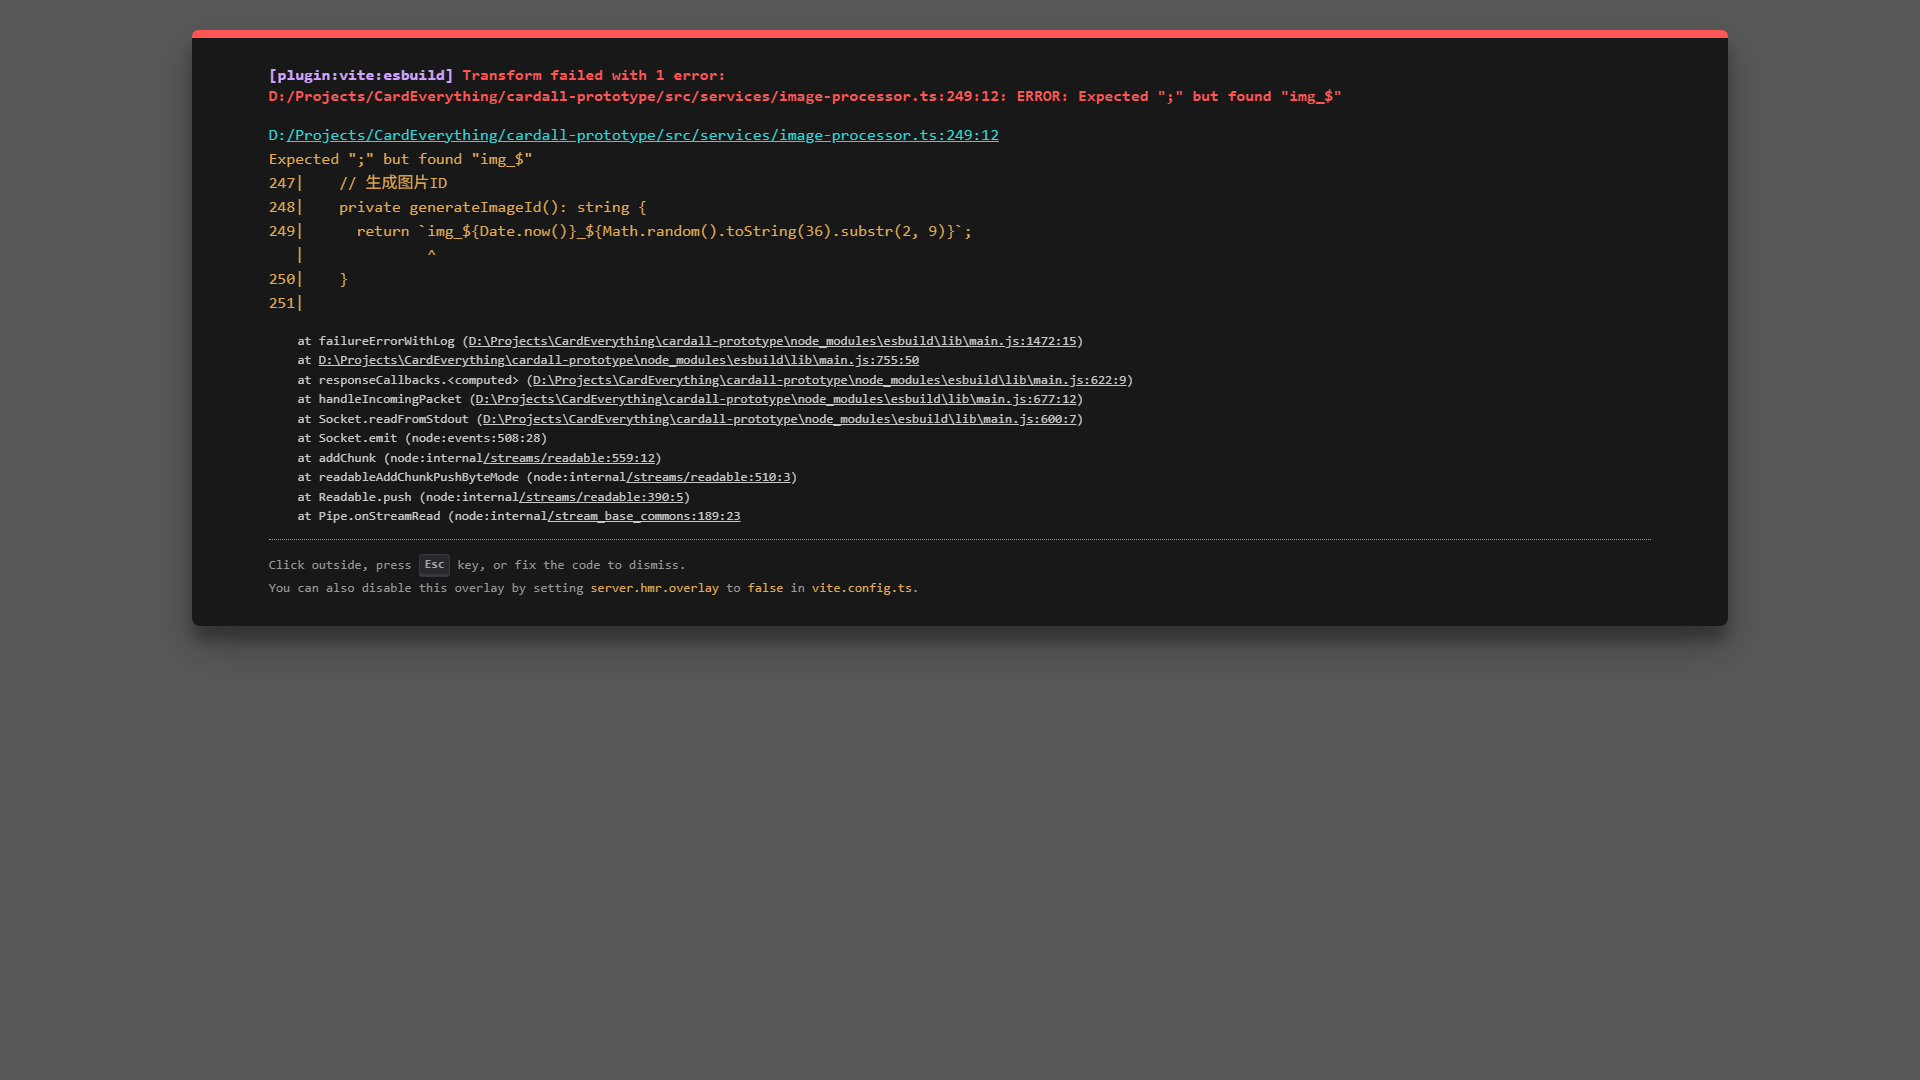 [plugin:vite:esbuild] Transform failed with 1 error:
D:/Projects/CardEverything/cardall-prototype/src/services/image-processor.ts:249:12: ERROR: Expected ";" but found "img_$"
D:/Projects/CardEverything/cardall-prototype/src/services/image-processor.ts:249:12
Expected ";" but found "img_$"
247|    // 生成图片ID
248|    private generateImageId(): string {
249|      return `img_${Date.now()}_${Math.random().toString(36).substr(2, 9)}`;
   |              ^
250|    }
251|
at failureErrorWithLog (D:\Projects\CardEverything\cardall-prototype\node_modules\esbuild\lib\main.js:1472:15)
at D:\Projects\CardEverything\cardall-prototype\node_modules\esbuild\lib\main.js:755:50
at responseCallbacks.<computed> (D:\Projects\CardEverything\cardall-prototype\node_modules\esbuild\lib\main.js:622:9)
at handleIncomingPacket (D:\Projects\CardEverything\cardall-prototype\node_modules\esbuild\lib\main.js:677:12)
at Socket.readFromStdout (D:\Projects\CardEverything\cardall-prototype\node_modules\esbuild\lib\main.js:600:7)
at Socket.emit (node:events:508:28)
at addChunk (node:internal/streams/readable:559:12)
at readableAddChunkPushByteMode (node:internal/streams/readable:510:3)
at Readable.push (node:internal/streams/readable:390:5)
at Pipe.onStreamRead (node:internal/stream_base_commons:189:23
Click outside, press Esc key, or fix the code to dismiss.
You can also disable this overlay by setting server.hmr.overlay to false in vite.config.ts.